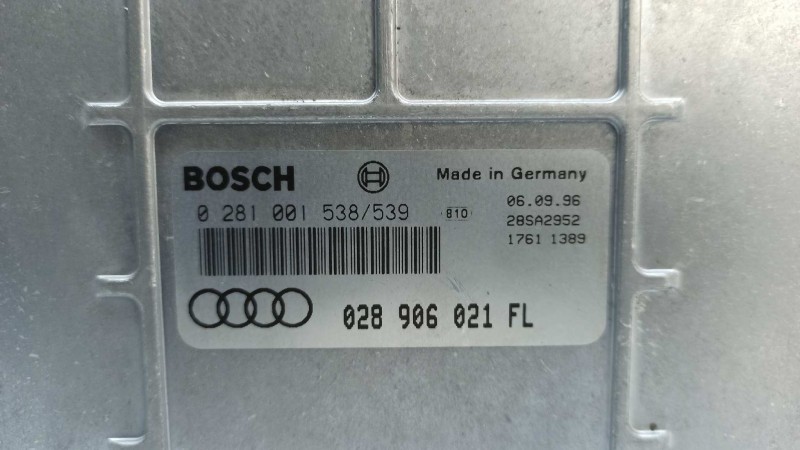 BOSCH Made in Germany
0 281 001 538/539 810 06.09.96
28SA2952
1761 1389
028 906 021 FL